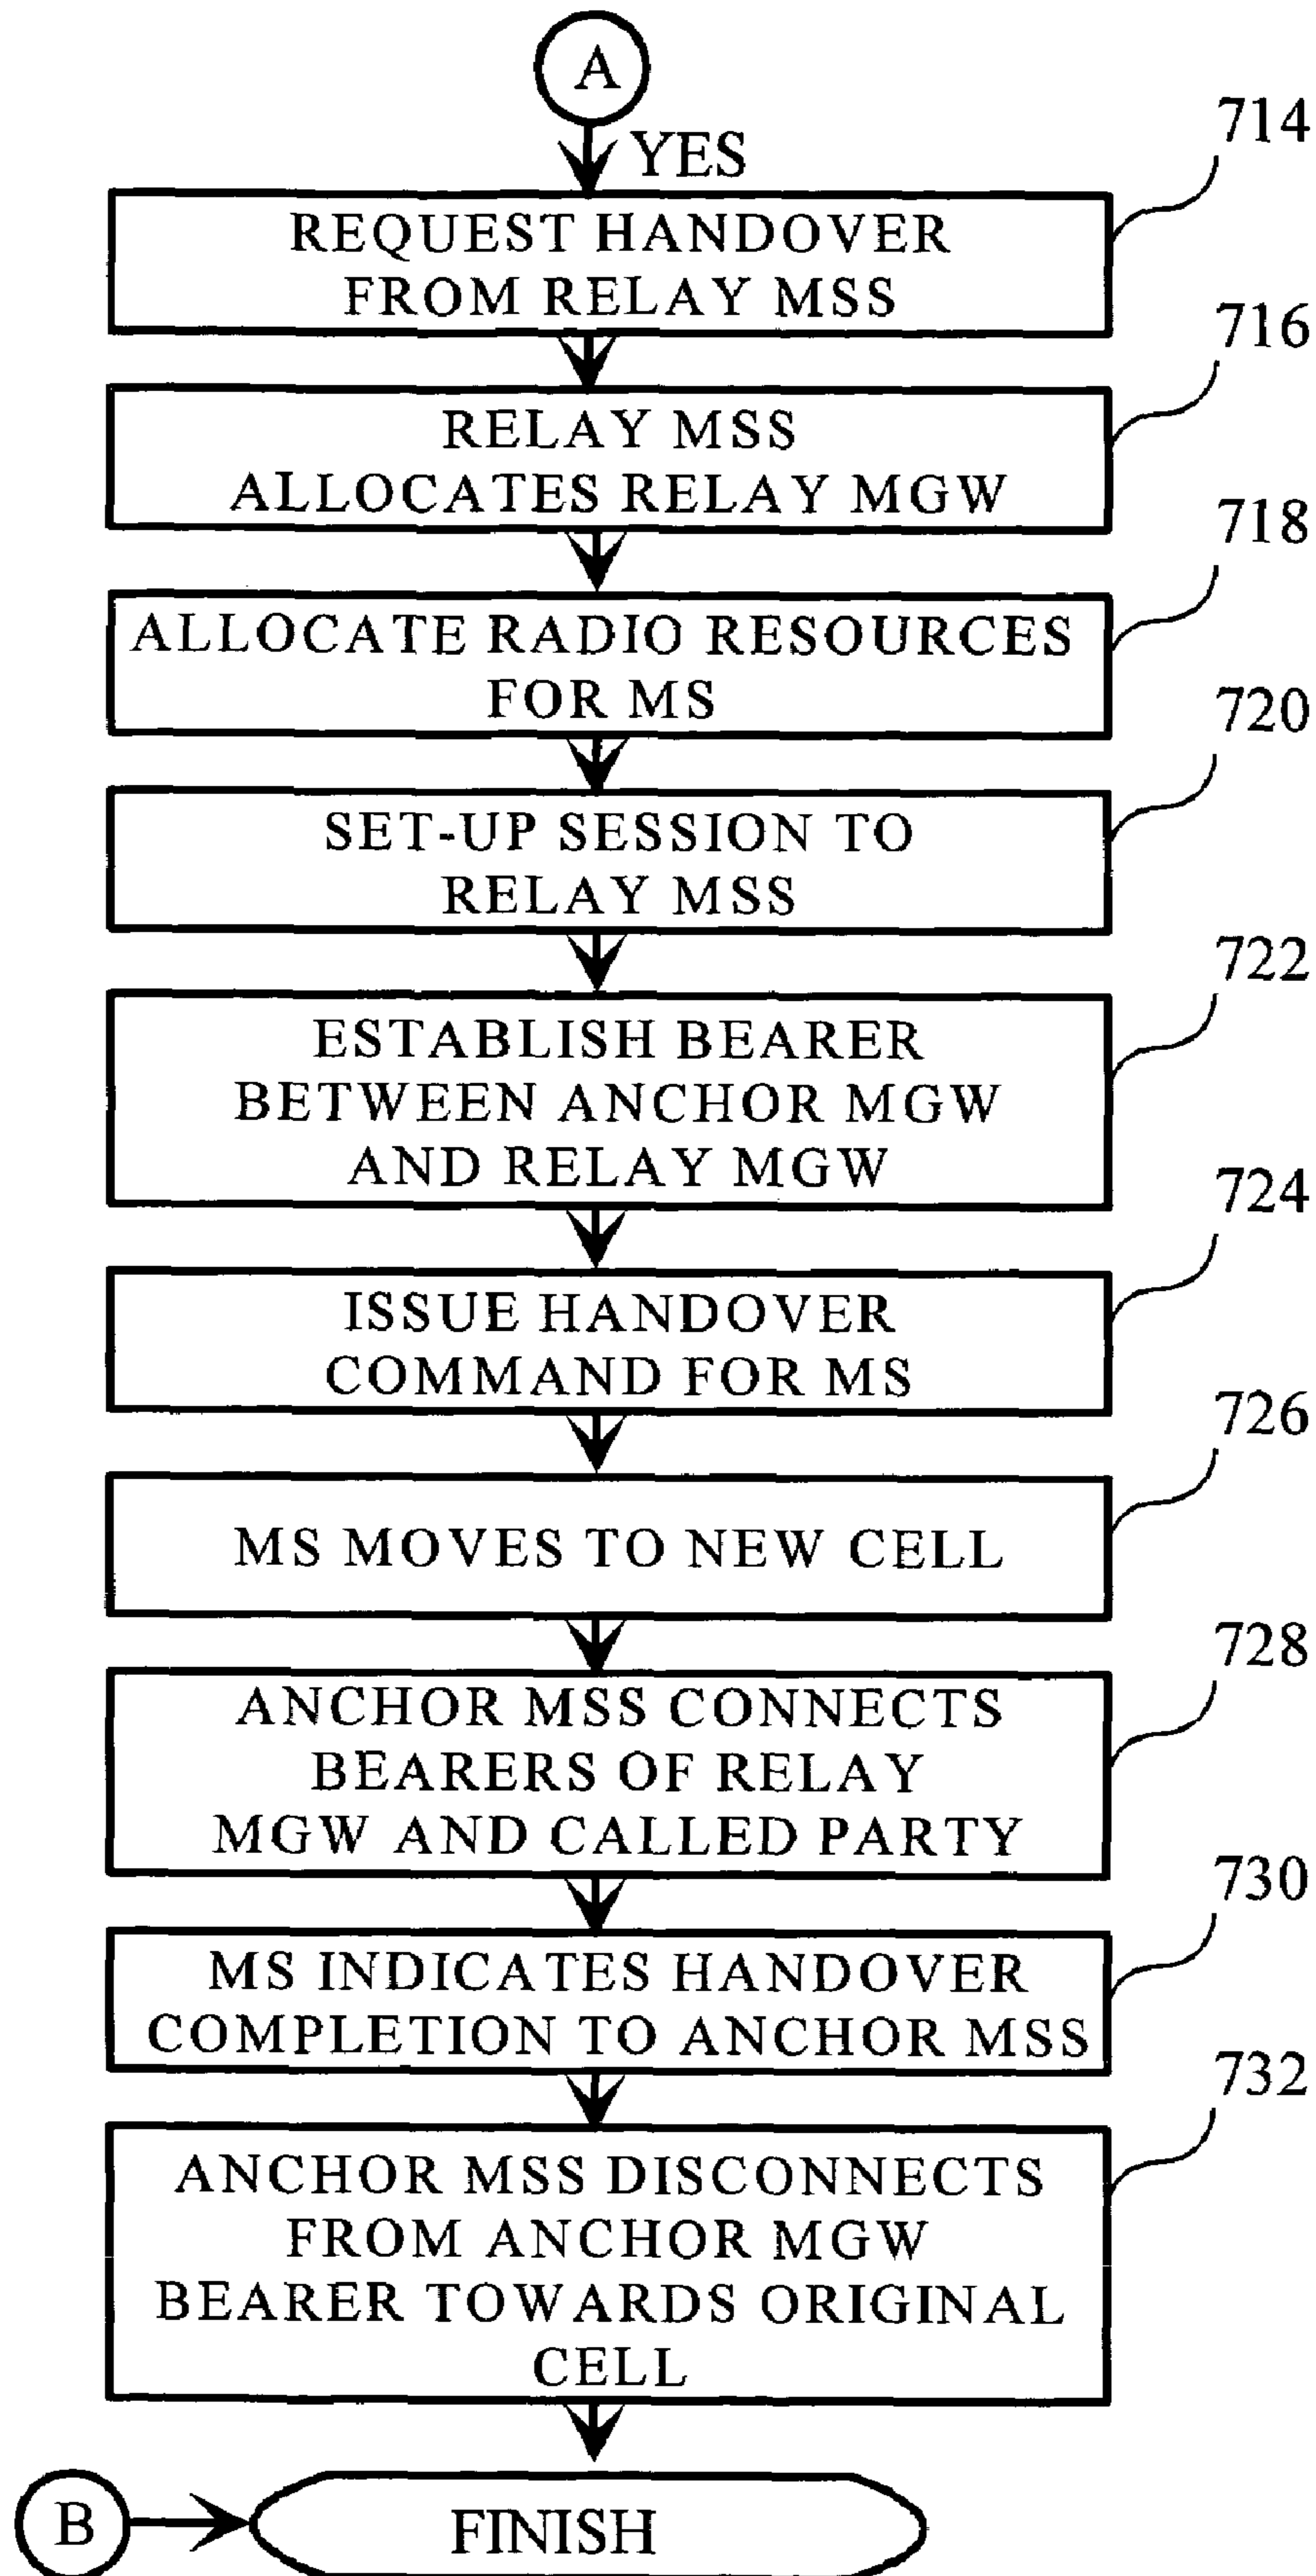 A
YES
714
REQUEST HANDOVER
FROM RELAY MSS
716
RELAY MSS
ALLOCATES RELAY MGW
718
ALLOCATE RADIO RESOURCES
FOR MS
720
SET-UP SESSION TO
RELAY MSS
722
ESTABLISH BEARER
BETWEEN ANCHOR MGW
AND RELAY MGW
724
ISSUE HANDOVER
COMMAND FOR MS
726
MS MOVES TO NEW CELL
728
ANCHOR MSS CONNECTS
BEARERS OF RELAY
MGW AND CALLED PARTY
730
MS INDICATES HANDOVER
COMPLETION TO ANCHOR MSS
732
ANCHOR MSS DISCONNECTS
FROM ANCHOR MGW
BEARER TOWARDS ORIGINAL
CELL
B
FINISH